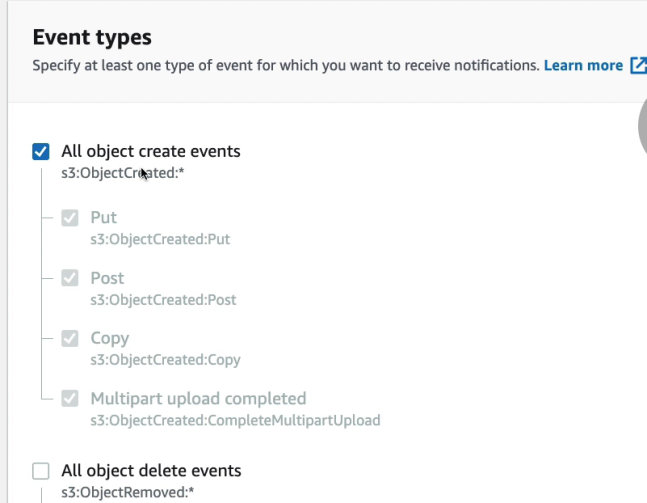 Event types
Specify at least one type of event for which you want to receive notifications. Learn more
All object create events
s3:ObjectCreated:*
Put
s3:ObjectCreated:Put
Post
s3:ObjectCreated:Post
Copy
s3:ObjectCreated:Copy
Multipart upload completed
s3:ObjectCreated:CompleteMultipartUpload
All object delete events
s3:ObjectRemoved:*